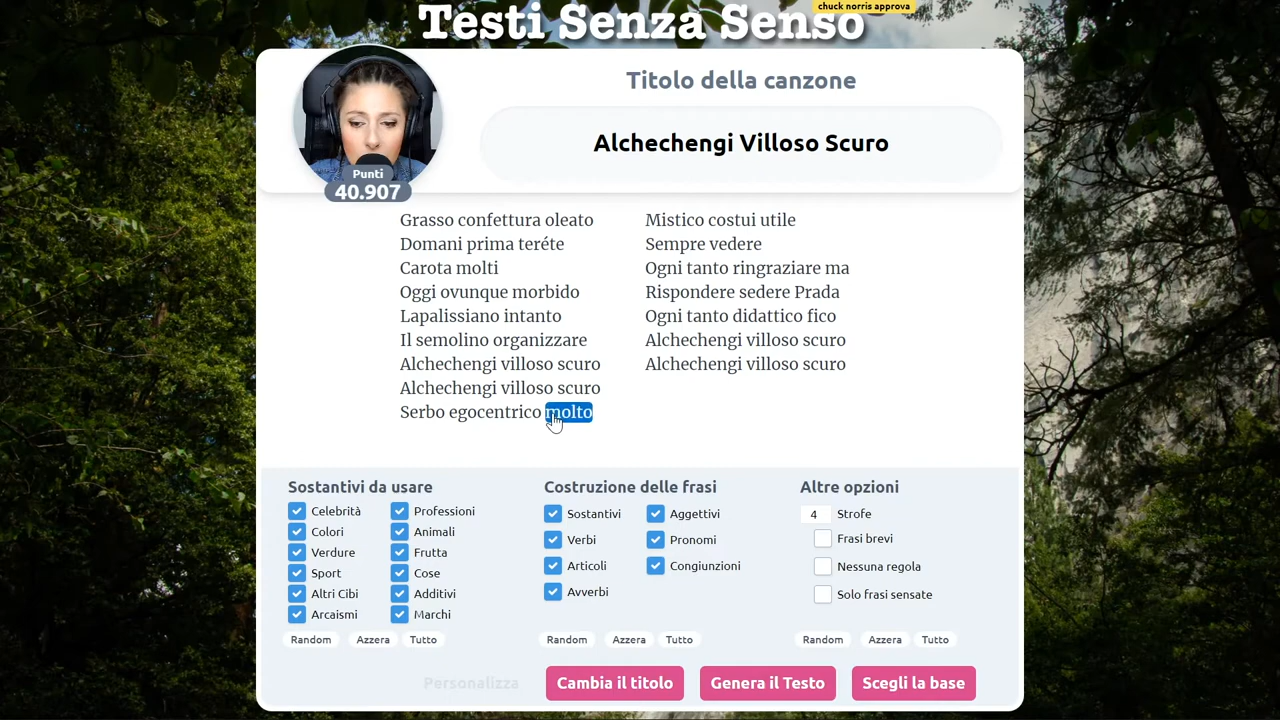 chuck norris approva
Testi Senza Senso
Titolo della canzone
Alchechengi Villoso Scuro
Punti
40.907
Grasso confettura oleato
Domani prima teréte
Carota molti
Oggi ovunque morbido
Lapalissiano intanto
Il semolino organizzare
Alchechengi villoso scuro
Alchechengi villoso scuro
Serbo egocentrico molto
Mistico costui utile
Sempre vedere
Ogni tanto ringraziare ma
Rispondere sedere Prada
Ogni tanto didattico fico
Alchechengi villoso scuro
Alchechengi villoso scuro
Sostantivi da usare
Celebrità
Professioni
Colori
Animali
Verdure
Frutta
Sport
Cose
Altri Cibi
Additivi
Arcaismi
Marchi
Random
Azzera
Tutto
Costruzione delle frasi
Sostantivi
Aggettivi
Verbi
Pronomi
Articoli
Congiunzioni
Avverbi
Random
Azzera
Tutto
Altre opzioni
4 Strofe
Frasi brevi
Nessuna regola
Solo frasi sensate
Random
Azzera
Tutto
Personalizza
Cambia il titolo
Genera il Testo
Scegli la base